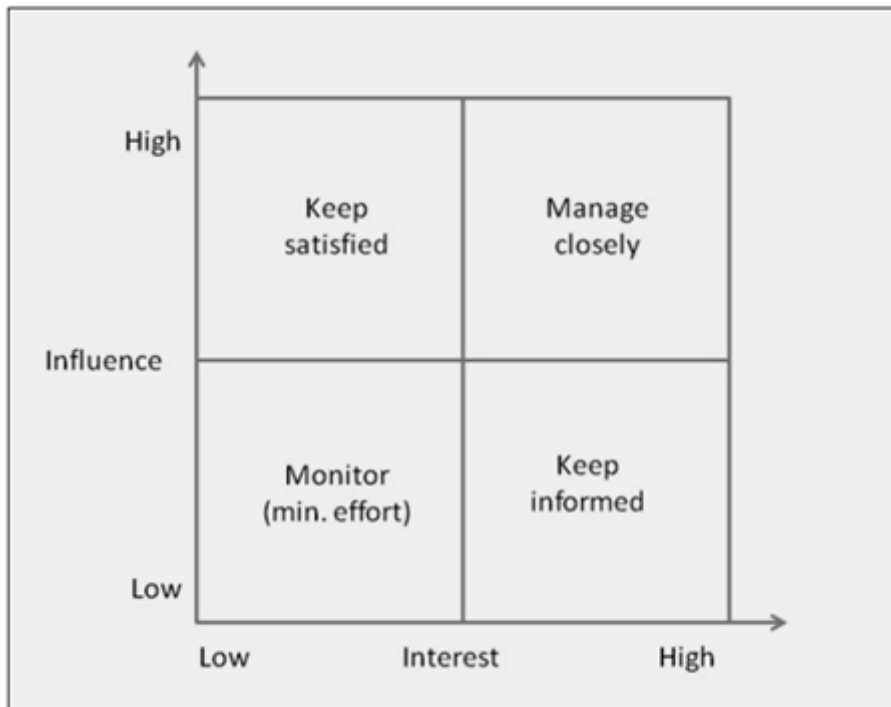 High
Keep
satisfied
Manage
closely
Influence
Monitor
(min. effort)
Keep
informed
Low
Low
Interest
High